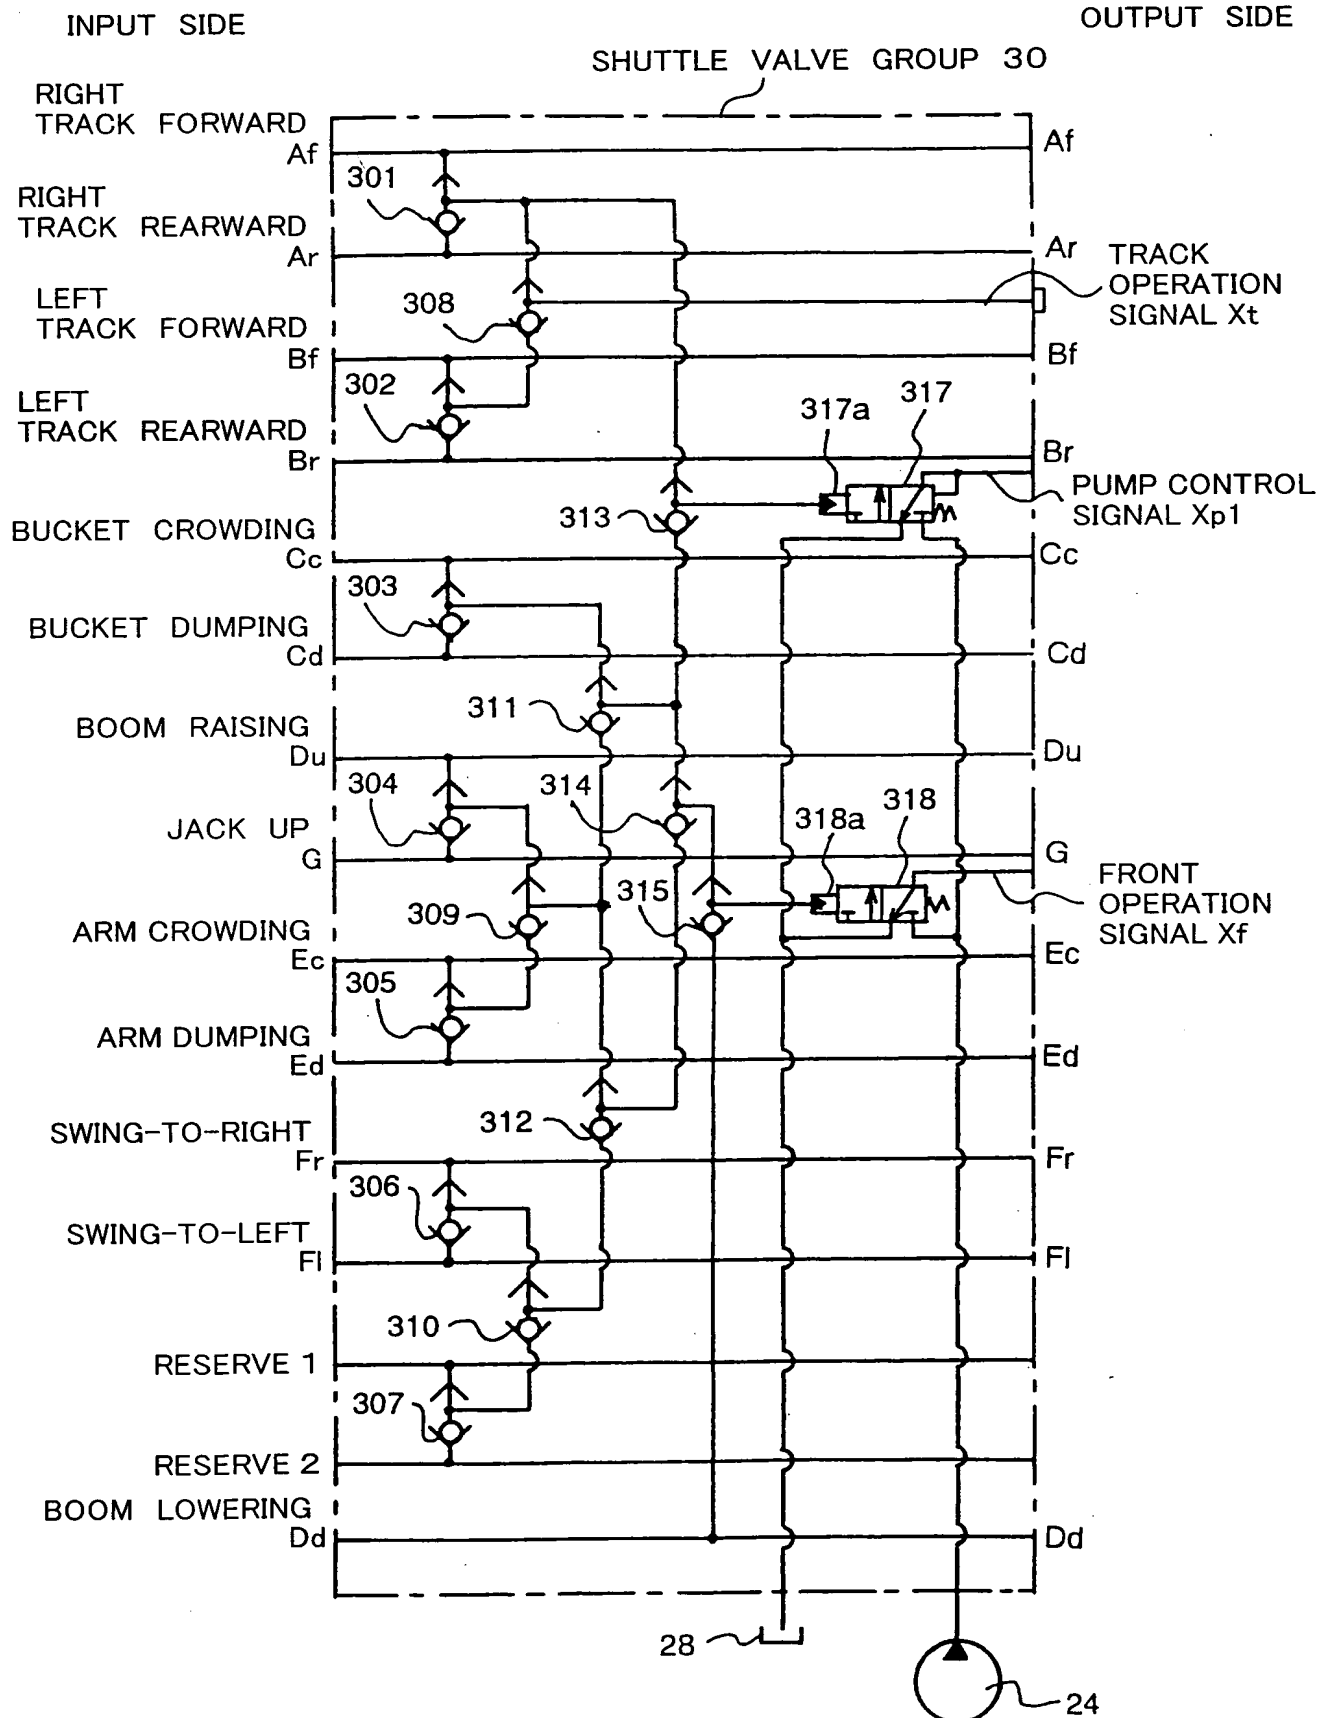 INPUT SIDE
OUTPUT SIDE
SHUTTLE VALVE GROUP 30
RIGHT
TRACK FORWARD
Af
Af
301
RIGHT
TRACK REARWARD
Ar
Ar
TRACK
OPERATION
SIGNAL Xt
LEFT
TRACK FORWARD
308
Bf
Bf
302
LEFT
TRACK REARWARD
317a
317
Br
Br
PUMP CONTROL
SIGNAL Xp1
313
BUCKET CROWDING
Cc
Cc
303
BUCKET DUMPING
Cd
Cd
311
BOOM RAISING
Du
Du
304
314
318a
318
JACK UP
G
G
FRONT
OPERATION
SIGNAL Xf
309
315
ARM CROWDING
Ec
Ec
305
ARM DUMPING
Ed
Ed
312
SWING-TO-RIGHT
Fr
Fr
306
SWING-TO-LEFT
Fl
Fl
310
RESERVE 1
307
RESERVE 2
BOOM LOWERING
Dd
Dd
28
24